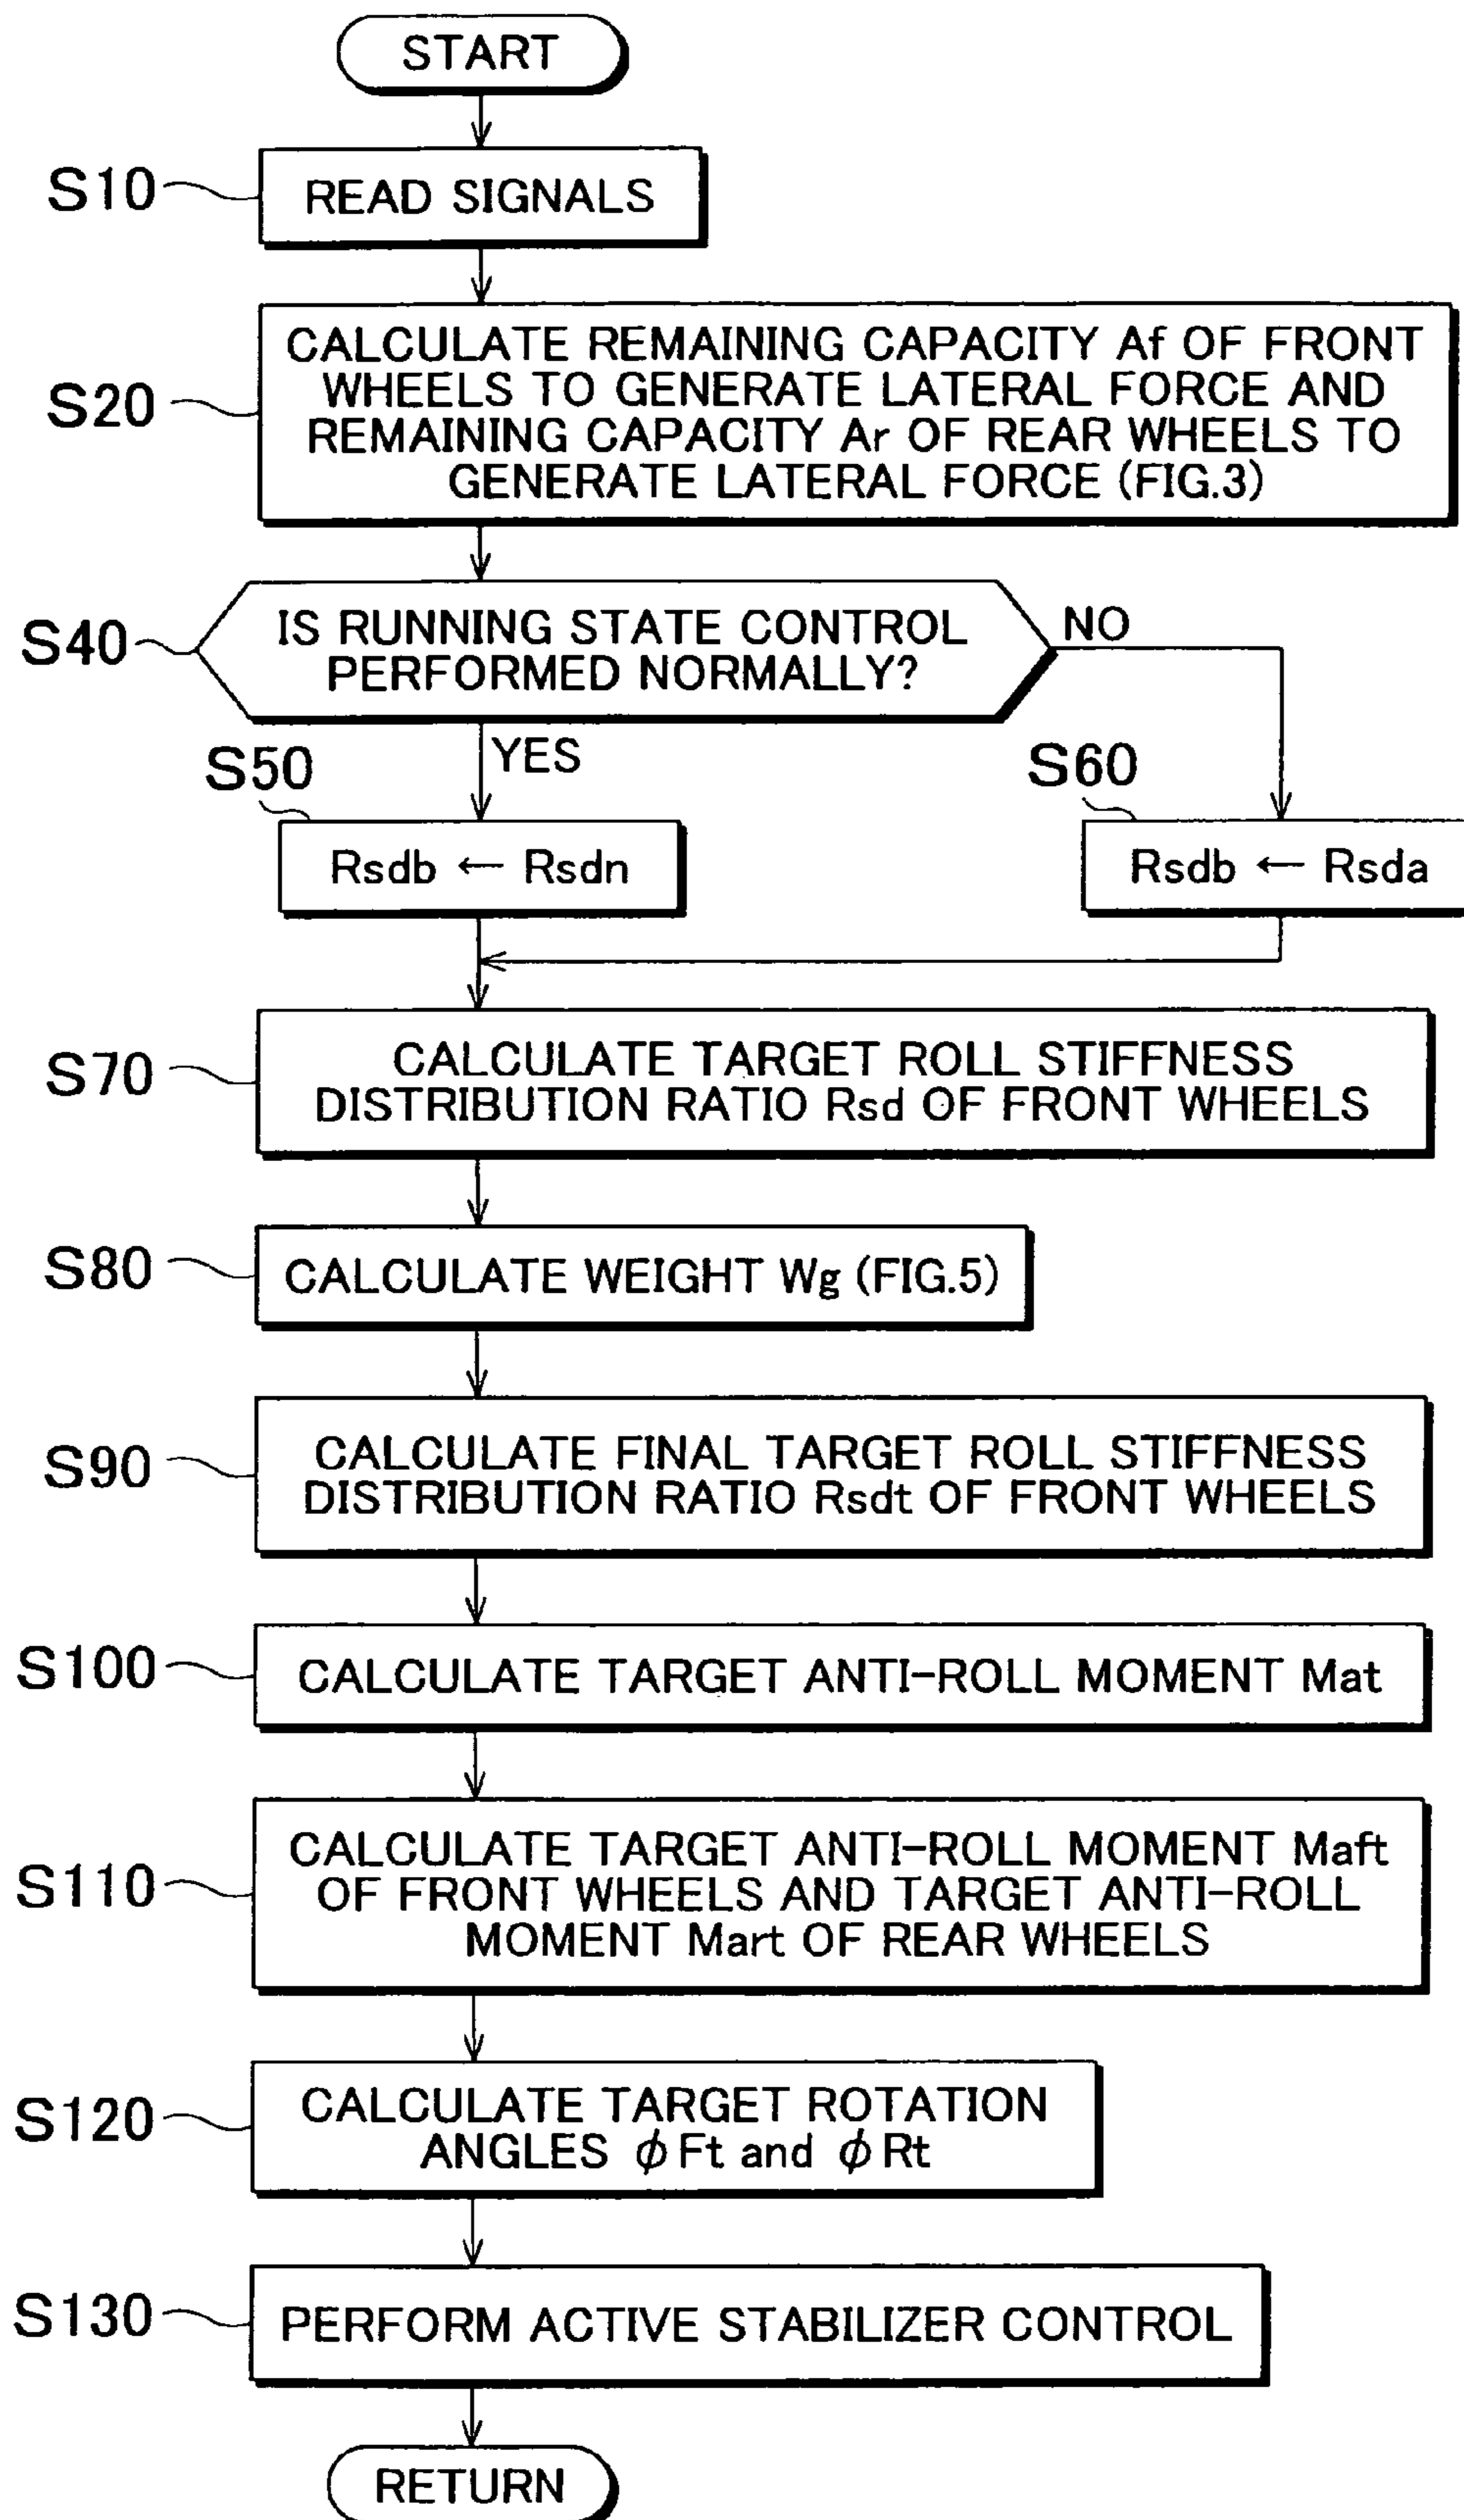 START
S10
READ SIGNALS
S20
CALCULATE REMAINING CAPACITY Af OF FRONT
WHEELS TO GENERATE LATERAL FORCE AND
REMAINING CAPACITY Ar OF REAR WHEELS TO
GENERATE LATERAL FORCE (FIG.3)
S40
IS RUNNING STATE CONTROL
PERFORMED NORMALLY?
NO
YES
S50
Rsdb ← Rsdn
S60
Rsdb ← Rsda
S70
CALCULATE TARGET ROLL STIFFNESS
DISTRIBUTION RATIO Rsd OF FRONT WHEELS
S80
CALCULATE WEIGHT Wg (FIG.5)
S90
CALCULATE FINAL TARGET ROLL STIFFNESS
DISTRIBUTION RATIO Rsdt OF FRONT WHEELS
S100
CALCULATE TARGET ANTI-ROLL MOMENT Mat
S110
CALCULATE TARGET ANTI-ROLL MOMENT Maft
OF FRONT WHEELS AND TARGET ANTI-ROLL
MOMENT Mart OF REAR WHEELS
S120
CALCULATE TARGET ROTATION
ANGLES ϕFt and ϕRt
S130
PERFORM ACTIVE STABILIZER CONTROL
RETURN